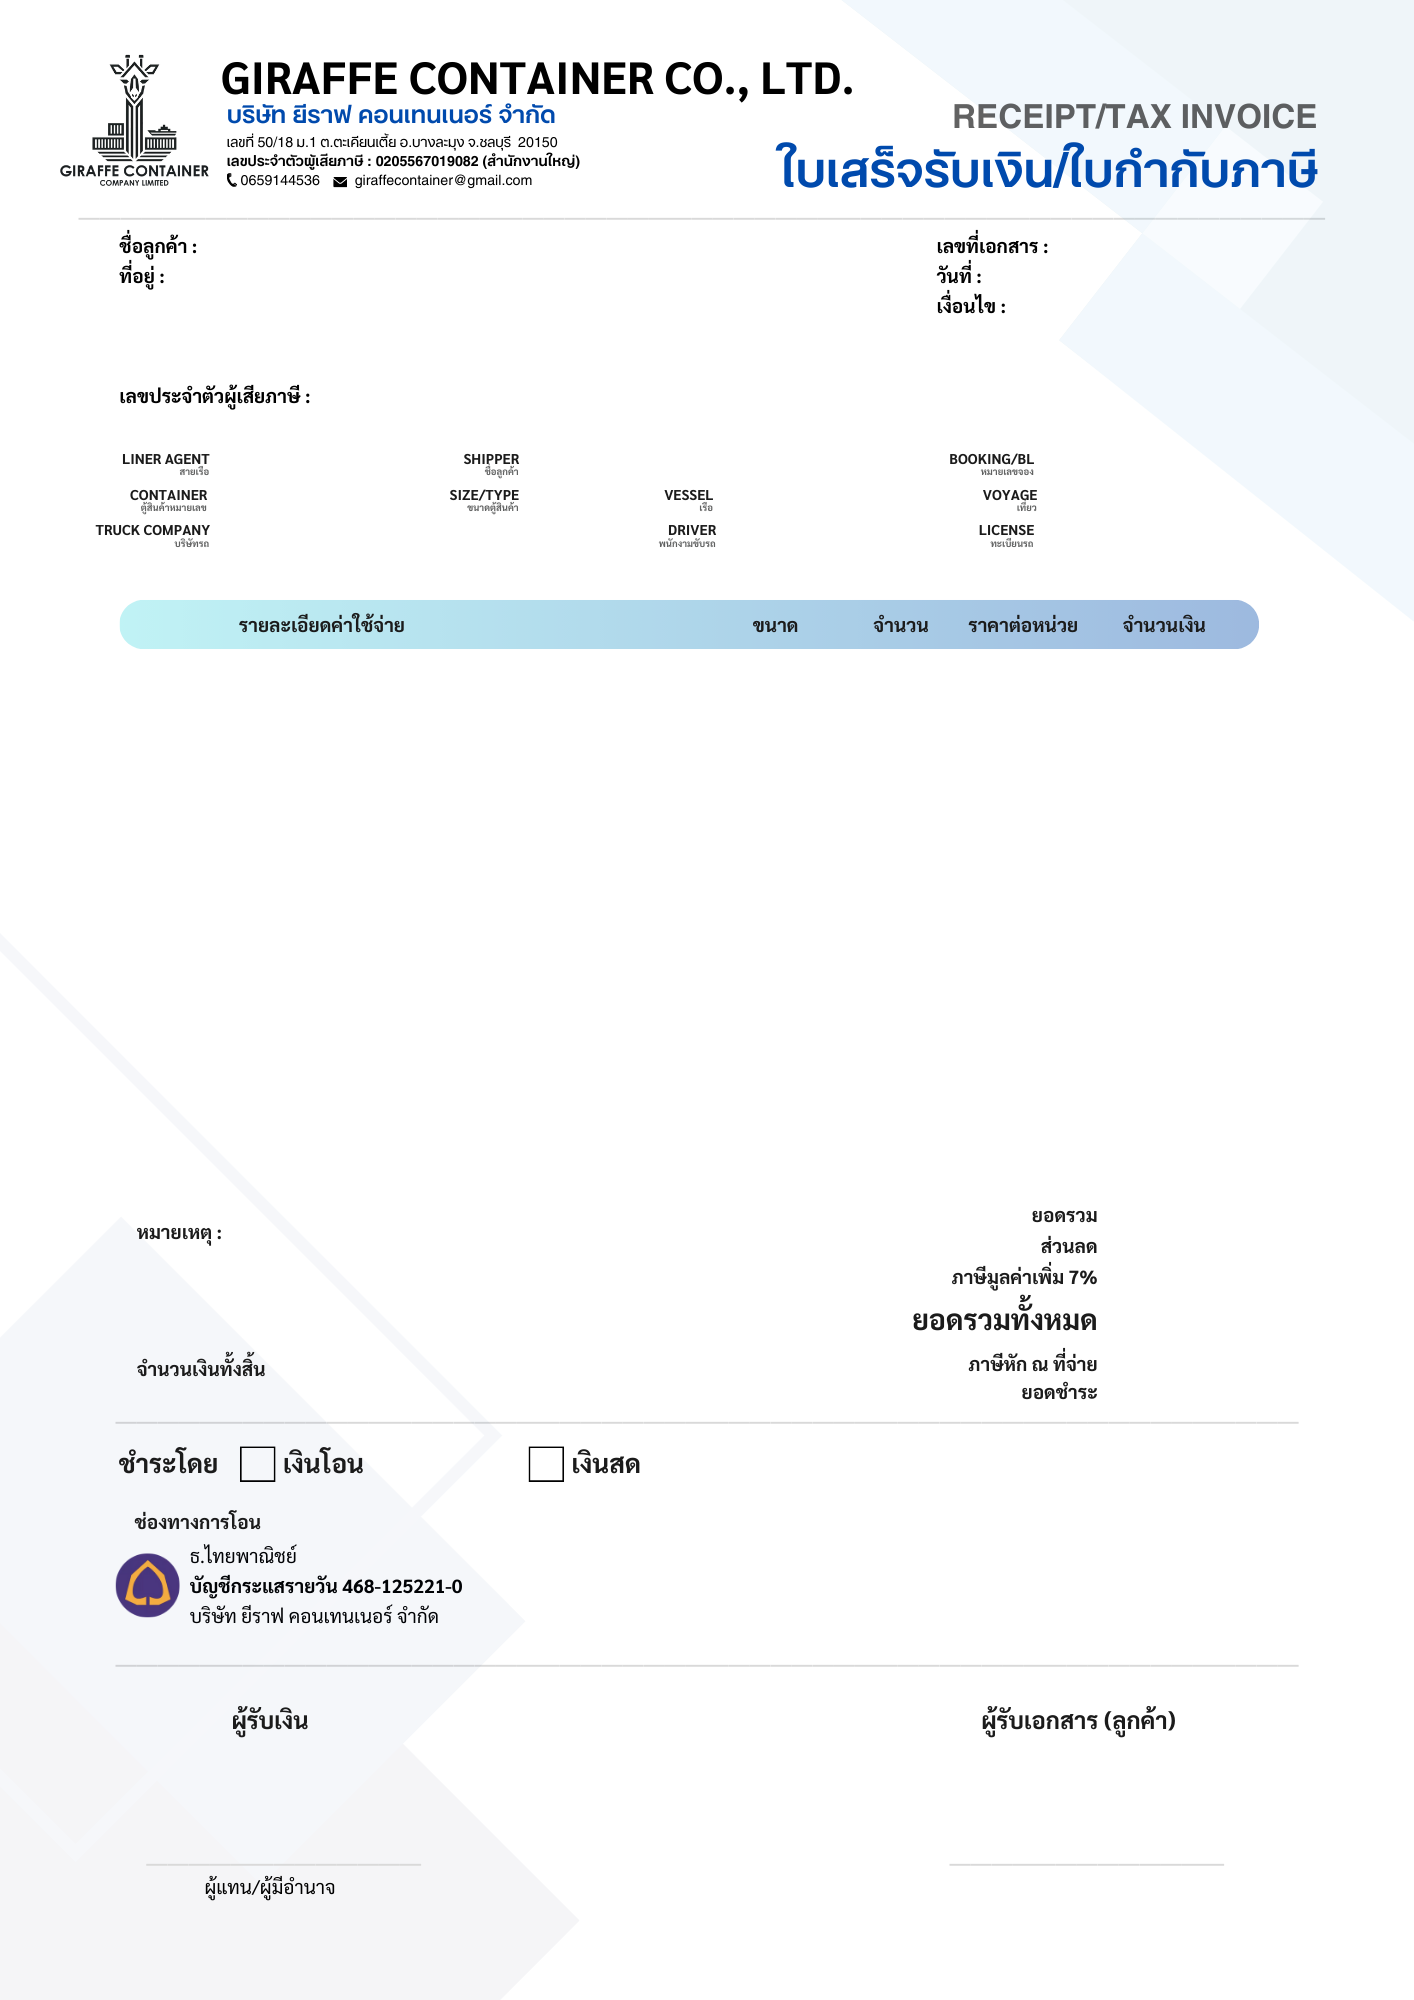 GIRAFFE CONTAINER CO., LTD.
บริษัท ยีราฟ คอนเทนเนอร์ จำกัด
เลขที่ 50/18 ม.1 ต.ตะเคียนเตี้ย อ.บางละมุง จ.ชลบุรี 20150
เลขประจำตัวผู้เสียภาษี : 0205567019082 (สำนักงานใหญ่)
0659144536 giraffecontainer@gmail.com
GIRAFFE CONTAINER
COMPANY LIMITED
RECEIPT/TAX INVOICE
ใบเสร็จรับเงิน/ใบกำกับภาษี
ชื่อลูกค้า : เลขที่เอกสาร :
ที่อยู่ : วันที่ :
เงื่อนไข :
เลขประจำตัวผู้เสียภาษี :
LINER AGENT SHIPPER BOOKING/BL
สายเรือ ชื่อลูกค้า หมายเลขจอง
CONTAINER SIZE/TYPE VESSEL VOYAGE
ตู้สินค้าหมายเลข ขนาดตู้สินค้า เรือ เที่ยว
TRUCK COMPANY DRIVER LICENSE
บริษัทรถ พนักงามขับรถ ทะเบียนรถ
รายละเอียดค่าใช้จ่าย ขนาด จำนวน ราคาต่อหน่วย จำนวนเงิน
ยอดรวม
หมายเหตุ :
ส่วนลด
ภาษีมูลค่าเพิ่ม 7%
ยอดรวมทั้งหมด
จำนวนเงินทั้งสิ้น ภาษีหัก ณ ที่จ่าย
ยอดชำระ
ชำระโดย เงินโอน เงินสด
ช่องทางการโอน
ธ.ไทยพาณิชย์
บัญชีกระแสรายวัน 468-125221-0
บริษัท ยีราฟ คอนเทนเนอร์ จำกัด
ผู้รับเงิน ผู้รับเอกสาร (ลูกค้า)
ผู้แทน/ผู้มีอำนาจ